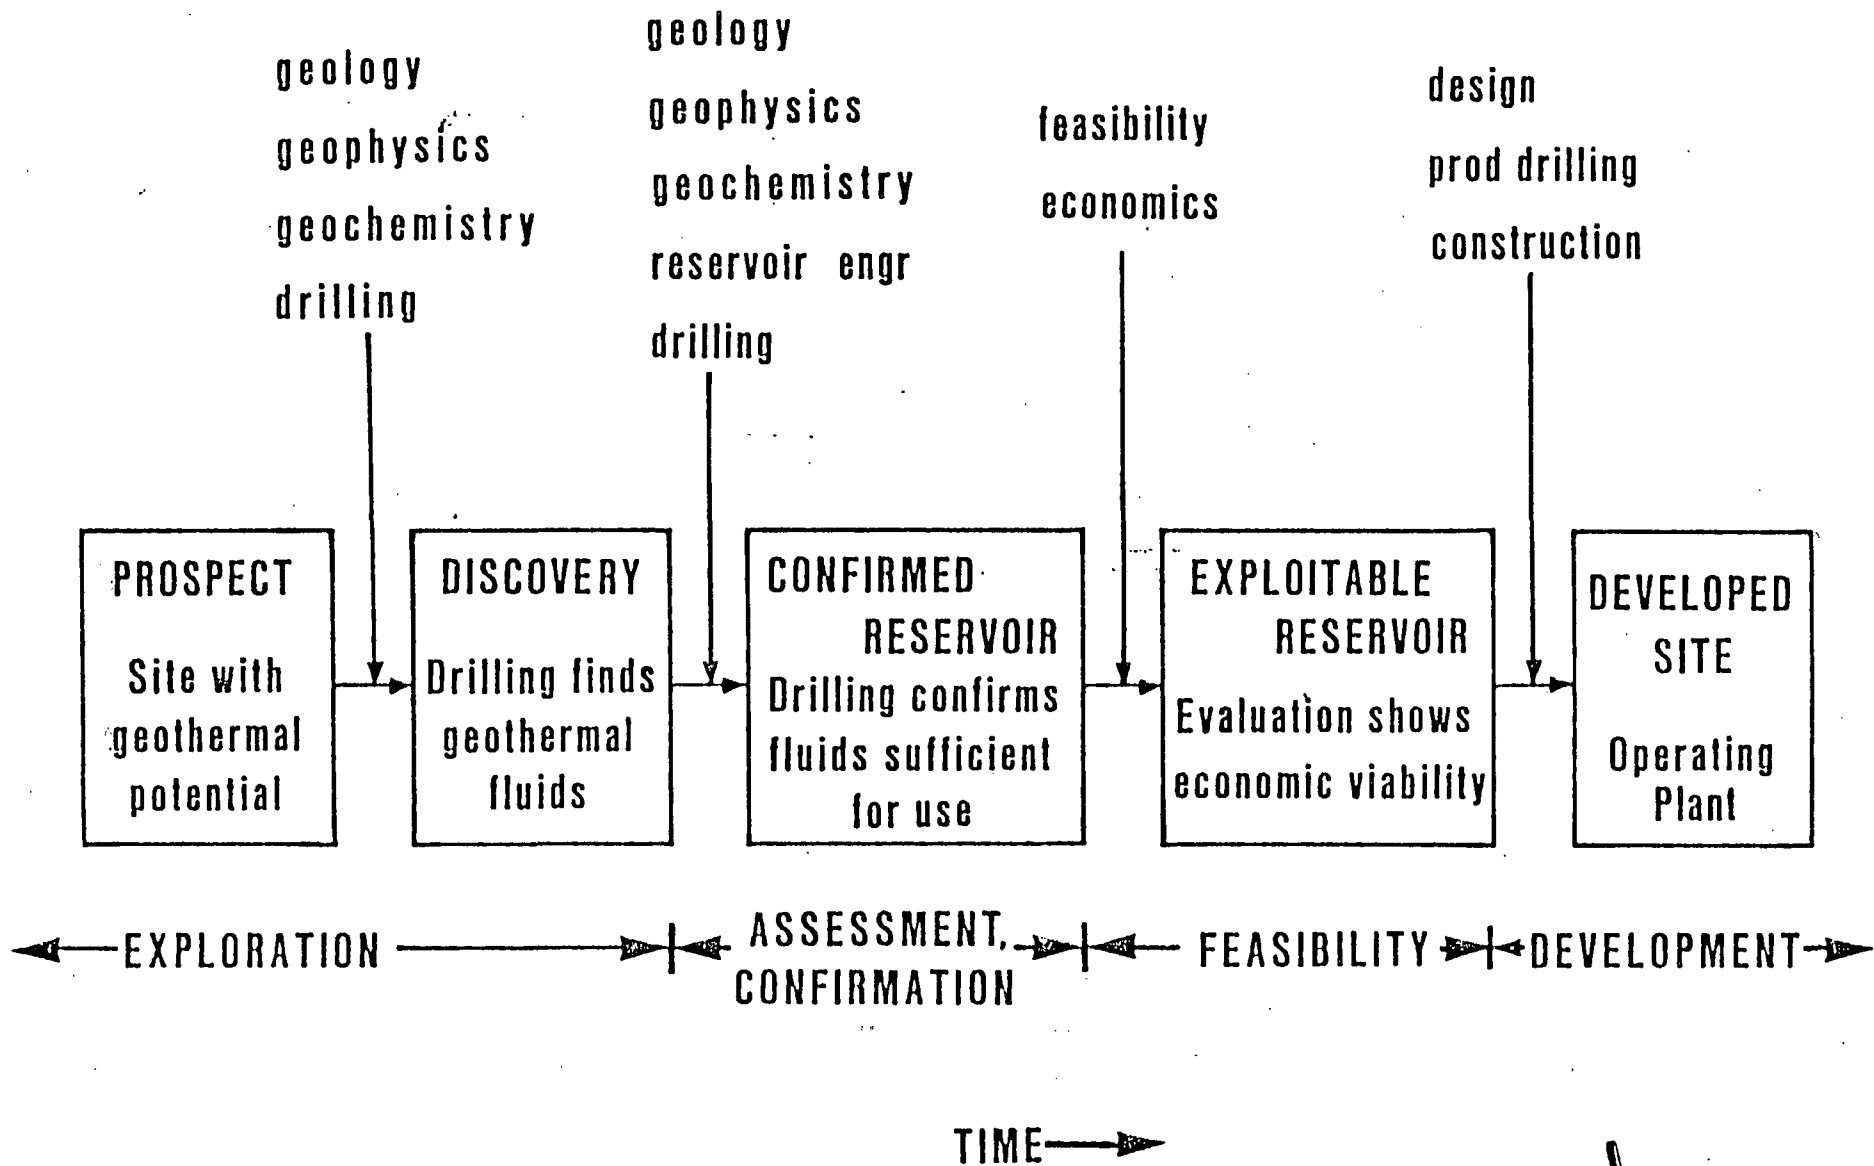 geology
geophysics
geochemistry
drilling
geology
geophysics
geochemistry
reservoir engr
drilling
feasibility
economics
design
prod drilling
construction
PROSPECT
Site with
geothermal
potential
DISCOVERY
Drilling finds
geothermal
fluids
CONFIRMED
RESERVOIR
Drilling confirms
fluids sufficient
for use
EXPLOITABLE
RESERVOIR
Evaluation shows
economic viability
DEVELOPED
SITE
Operating
Plant
EXPLORATION
ASSESSMENT,
CONFIRMATION
FEASIBILITY
DEVELOPMENT
TIME